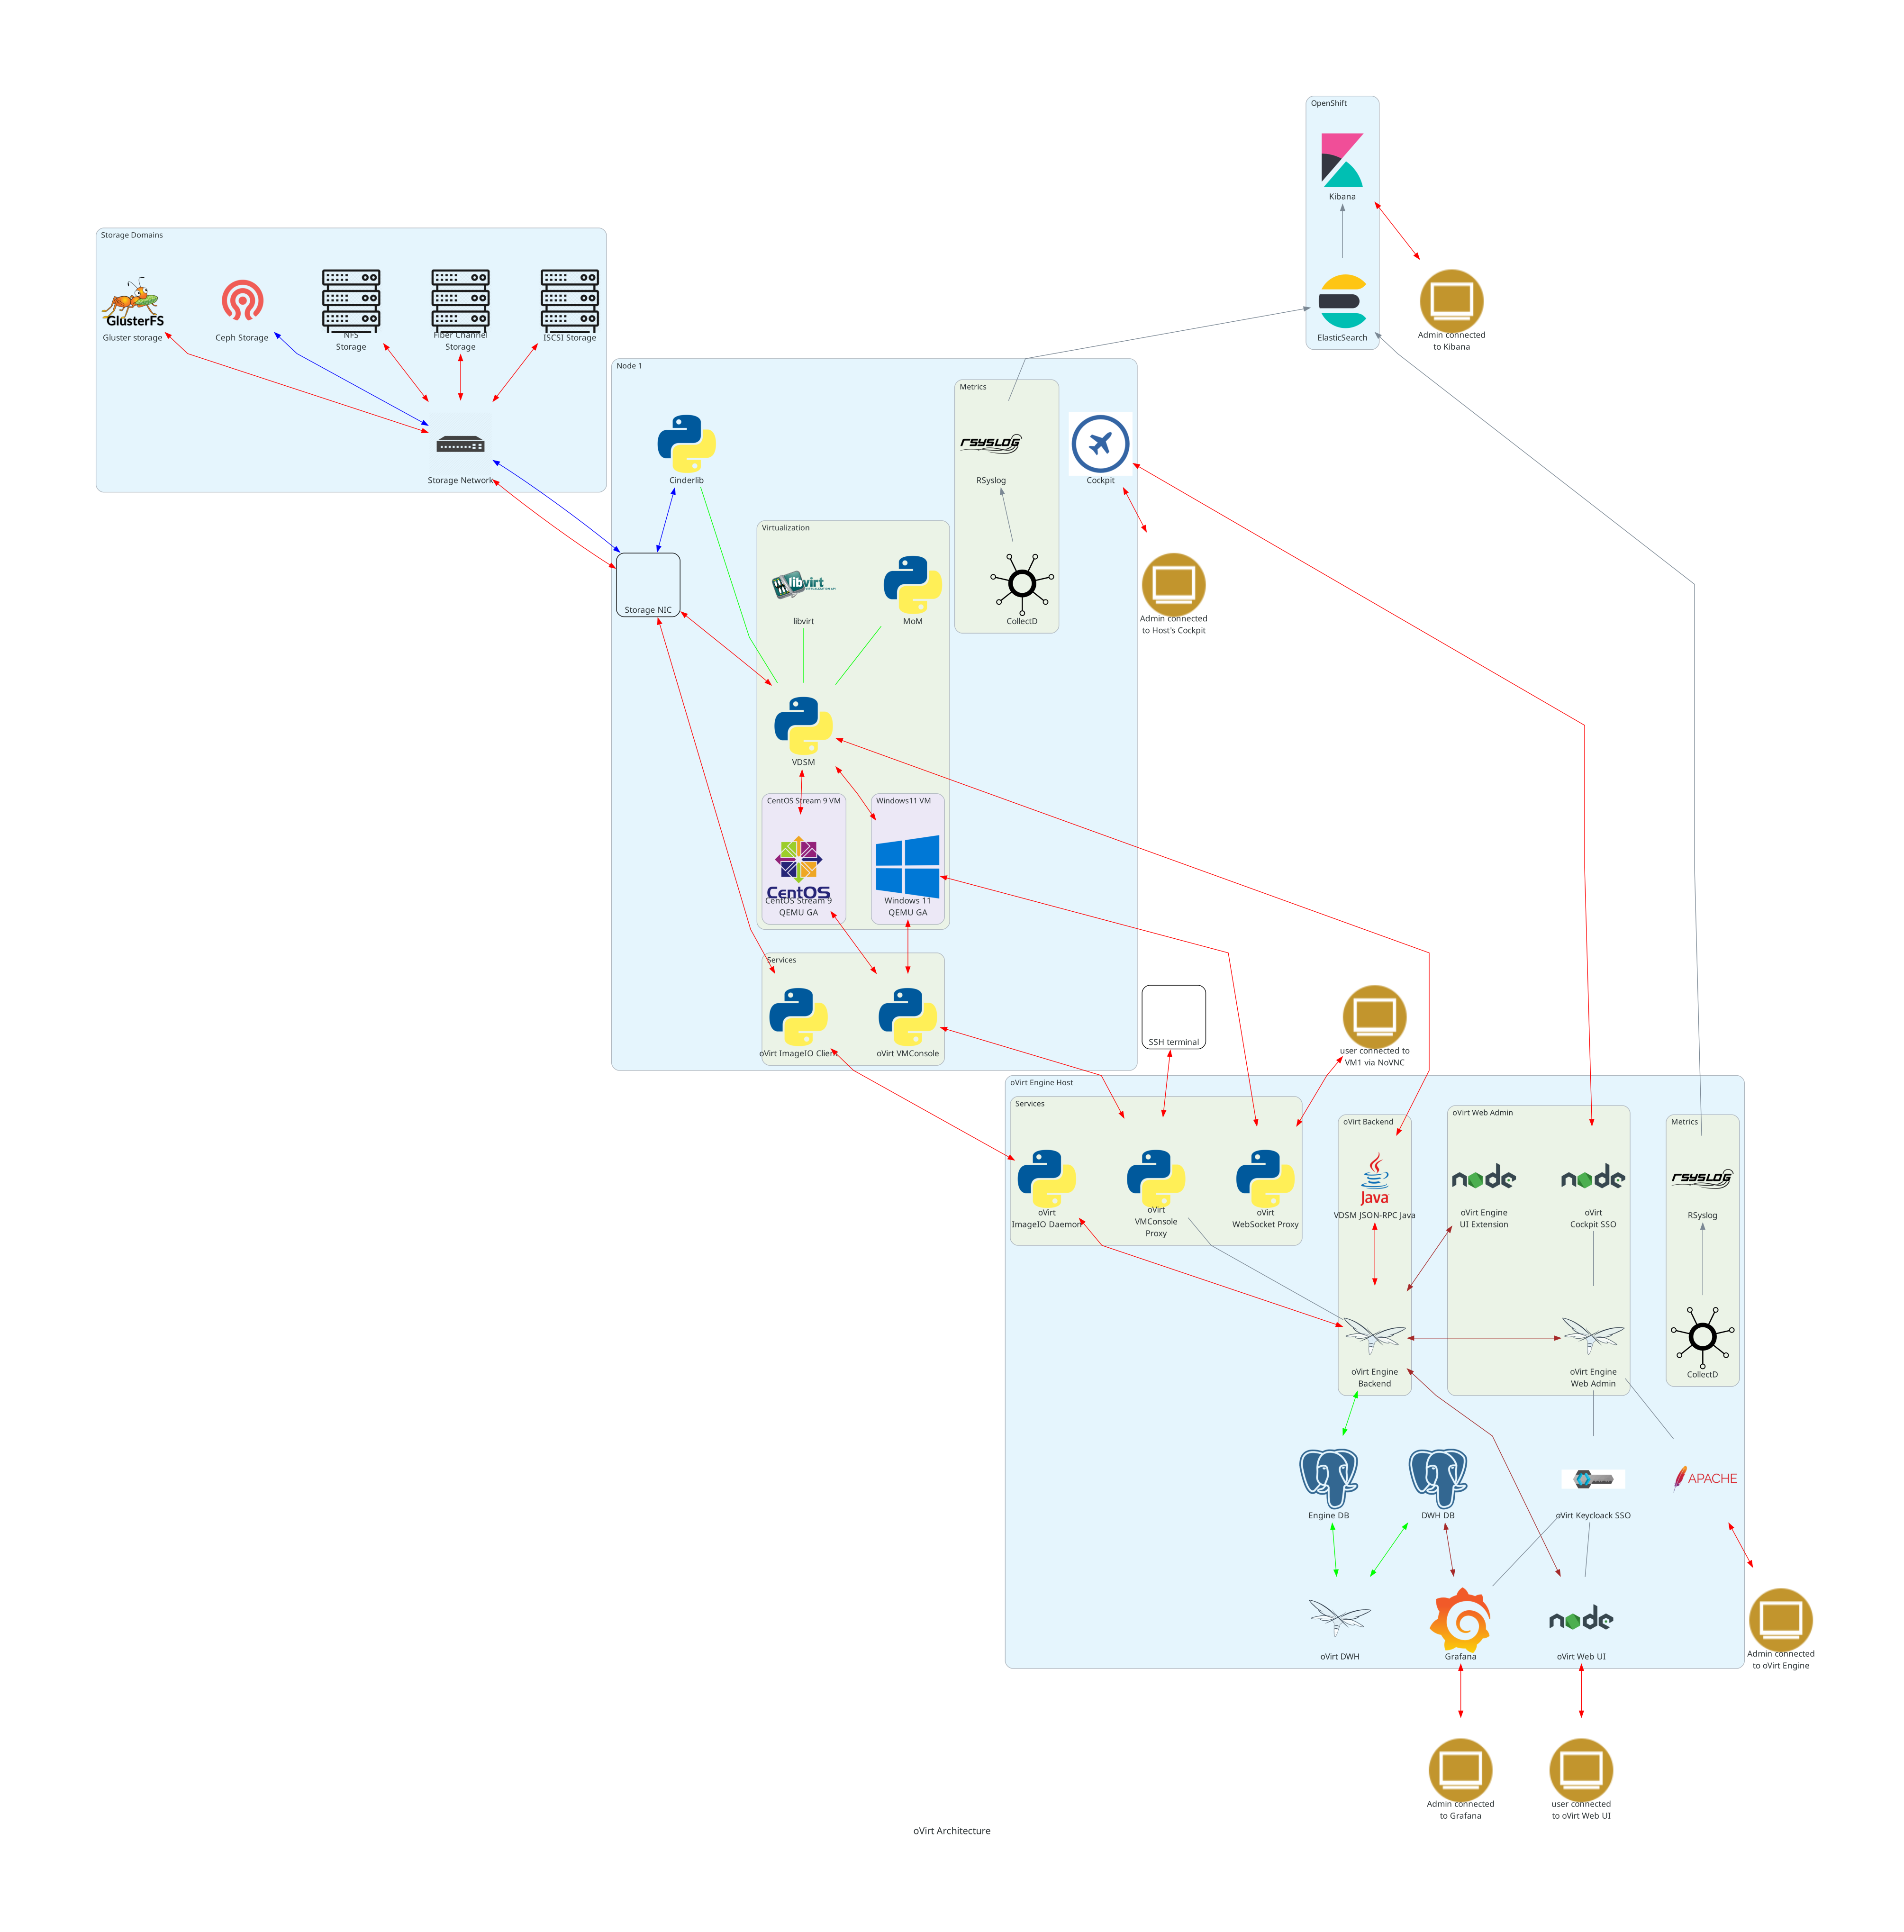 OpenShift
Kibana
ElasticSearch
Admin connected
to Kibana
Storage Domains
GlusterFS
Gluster storage
Ceph Storage
NFS
Storage
Fiber Channel
Storage
ISCSI Storage
Storage Network
Node 1
Cinderlib
Metrics
RSYSLOG
RSyslog
CollectD
Cockpit
Admin connected
to Host's Cockpit
Storage NIC
Virtualization
libvirt
VIRTUALIZATION API
libvirt
MoM
VDSM
CentOS Stream 9 VM
CentOS
CentOS Stream 9
QEMU GA
Windows11 VM
Windows 11
QEMU GA
Services
oVirt ImageIO Client
oVirt VMConsole
SSH terminal
user connected to
VM1 via NoVNC
oVirt Engine Host
Services
oVirt
ImageIO Daemon
oVirt
VMConsole
Proxy
oVirt
WebSocket Proxy
oVirt Backend
Java
VDSM JSON-RPC Java
oVirt Engine
Backend
oVirt Web Admin
node
oVirt Engine
UI Extension
node
oVirt
Cockpit SSO
oVirt Engine
Web Admin
Metrics
RSYSLOG
RSyslog
CollectD
Engine DB
DWH DB
oVirt Keycloack SSO
APACHE
oVirt DWH
Grafana
node
oVirt Web UI
Admin connected
to oVirt Engine
Admin connected
to Grafana
user connected
to oVirt Web UI
oVirt Architecture